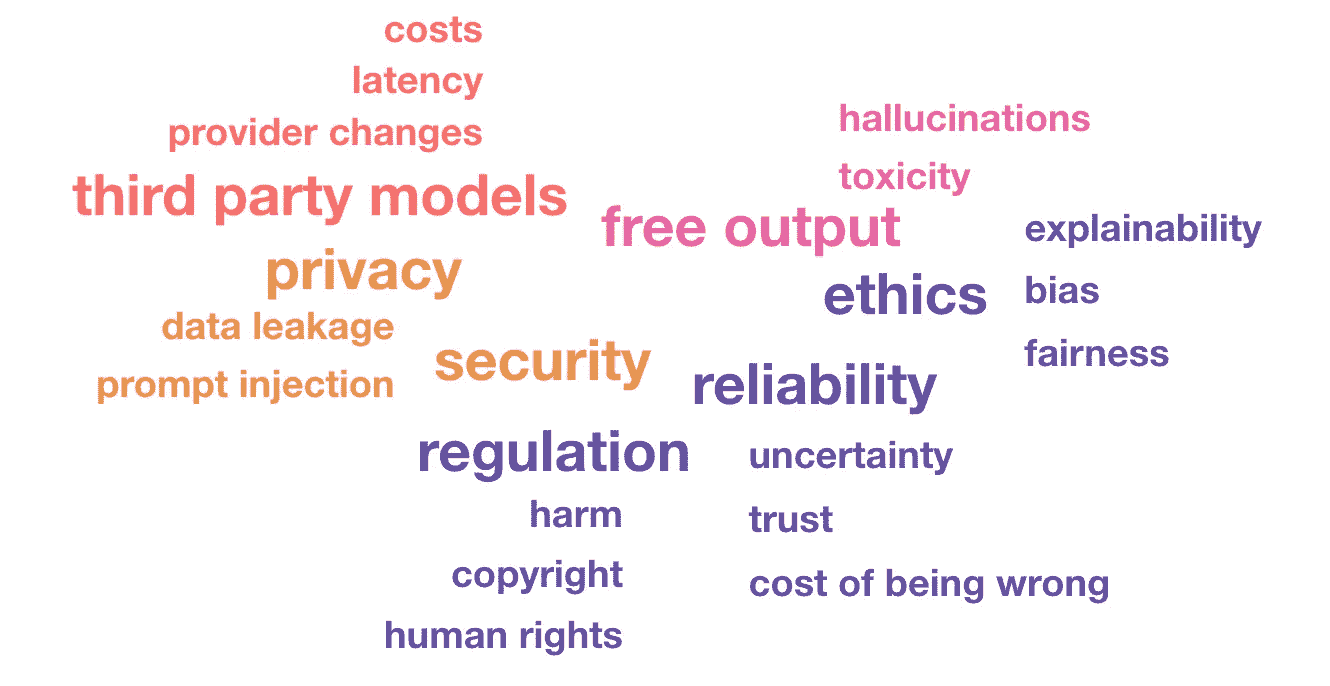 costs
latency
provider changes
third party models
privacy
data leakage
prompt injection
security
hallucinations
toxicity
free output
ethics
explainability
bias
fairness
reliability
uncertainty
trust
cost of being wrong
regulation
harm
copyright
human rights